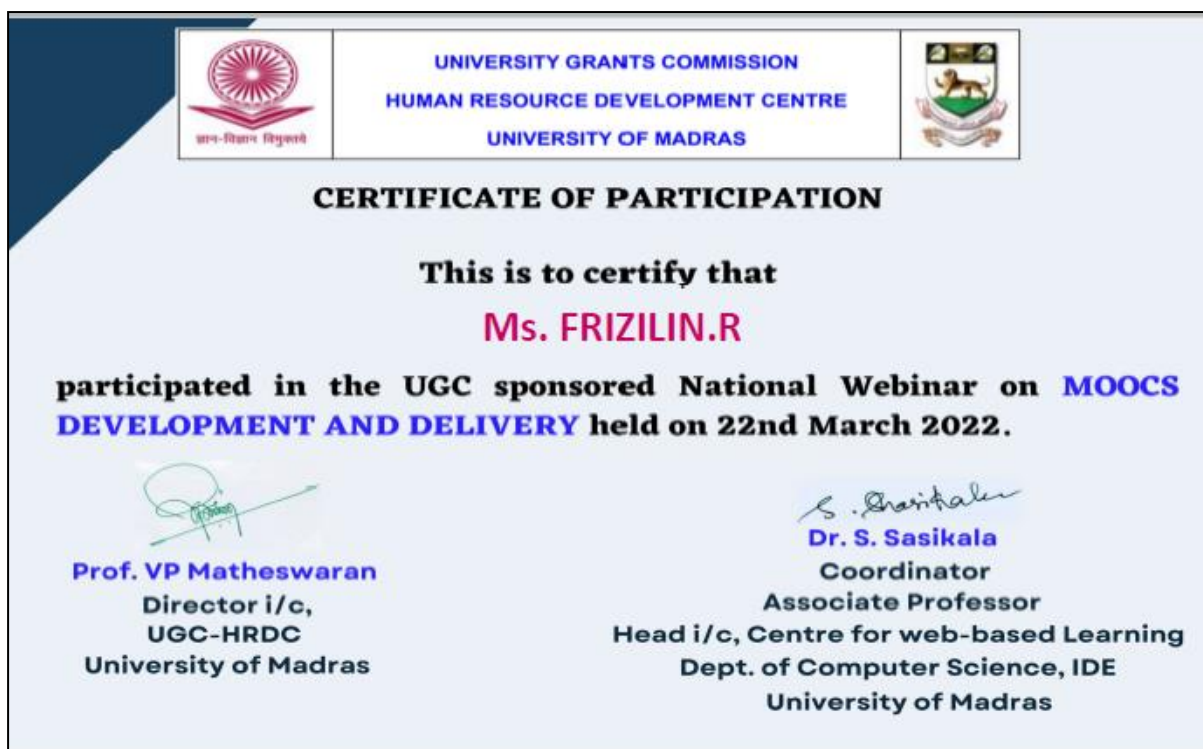 UNIVERSITY GRANTS COMMISSION
HUMAN RESOURCE DEVELOPMENT CENTRE
UNIVERSITY OF MADRAS
ज्ञान-विज्ञान विमुक्तये
CERTIFICATE OF PARTICIPATION
This is to certify that
Ms. FRIZILIN.R
participated in the UGC sponsored National Webinar on MOOCS
DEVELOPMENT AND DELIVERY held on 22nd March 2022.
Prof. VP Matheswaran
Director i/c,
UGC-HRDC
University of Madras
S. Sasikala
Dr. S. Sasikala
Coordinator
Associate Professor
Head i/c, Centre for web-based Learning
Dept. of Computer Science, IDE
University of Madras